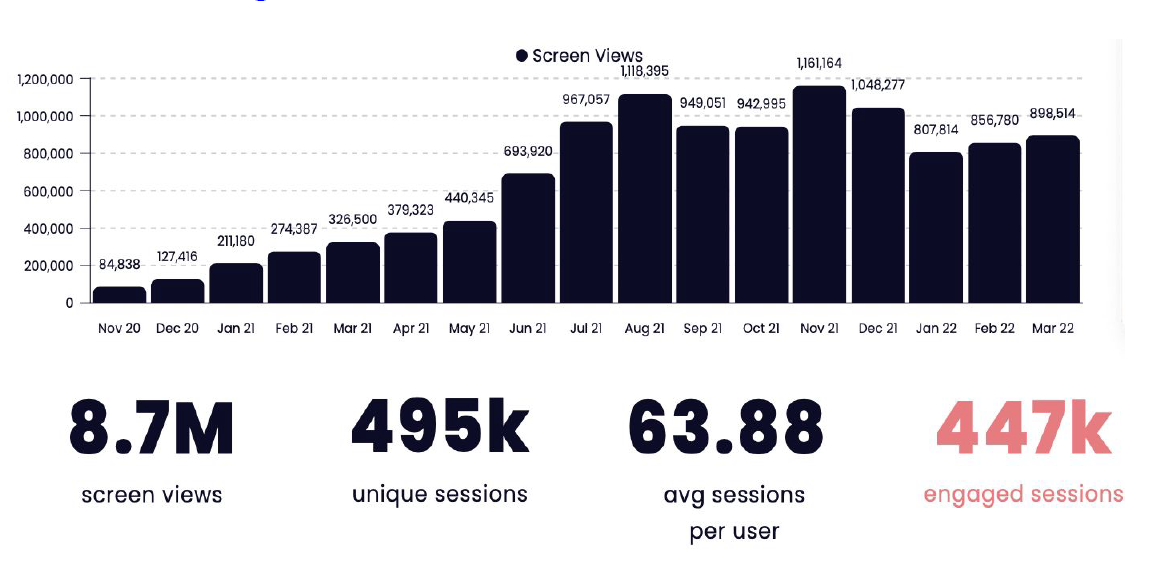 Screen Views
1,200,000
1,000,000
800,000
600,000
400,000
200,000
0
84,838
127,416
211,180
274,387
326,500
379,323
440,345
693,920
967,057
1,118,395
949,051
942,995
1,161,164
1,048,277
807,814
856,780
898,514
Nov 20 Dec 20 Jan 21 Feb 21 Mar 21 Apr 21 May 21 Jun 21 Jul 21 Aug 21 Sep 21 Oct 21 Nov 21 Dec 21 Jan 22 Feb 22 Mar 22
8.7M
screen views
495k
unique sessions
63.88
avg sessions
per user
447k
engaged sessions